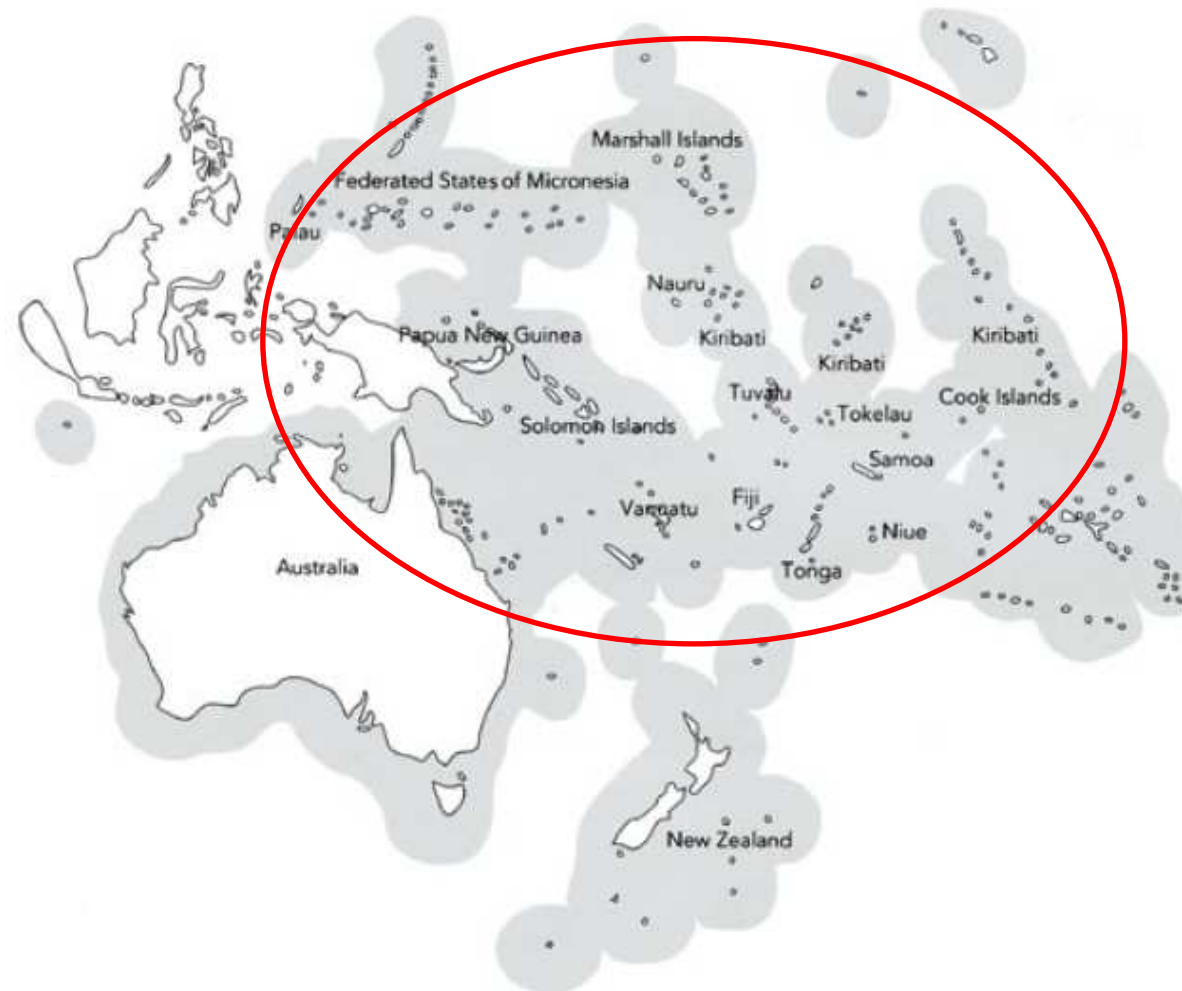 Marshall Islands
Federated States of Micronesia
Palau
Nauru
Papua New Guinea
Kiribati
Kiribati
Kiribati
Tuvalu
Cook Islands
Tokelau
Solomon Islands
Samoa
Fiji
Vanuatu
Niue
Australia
Tonga
New Zealand